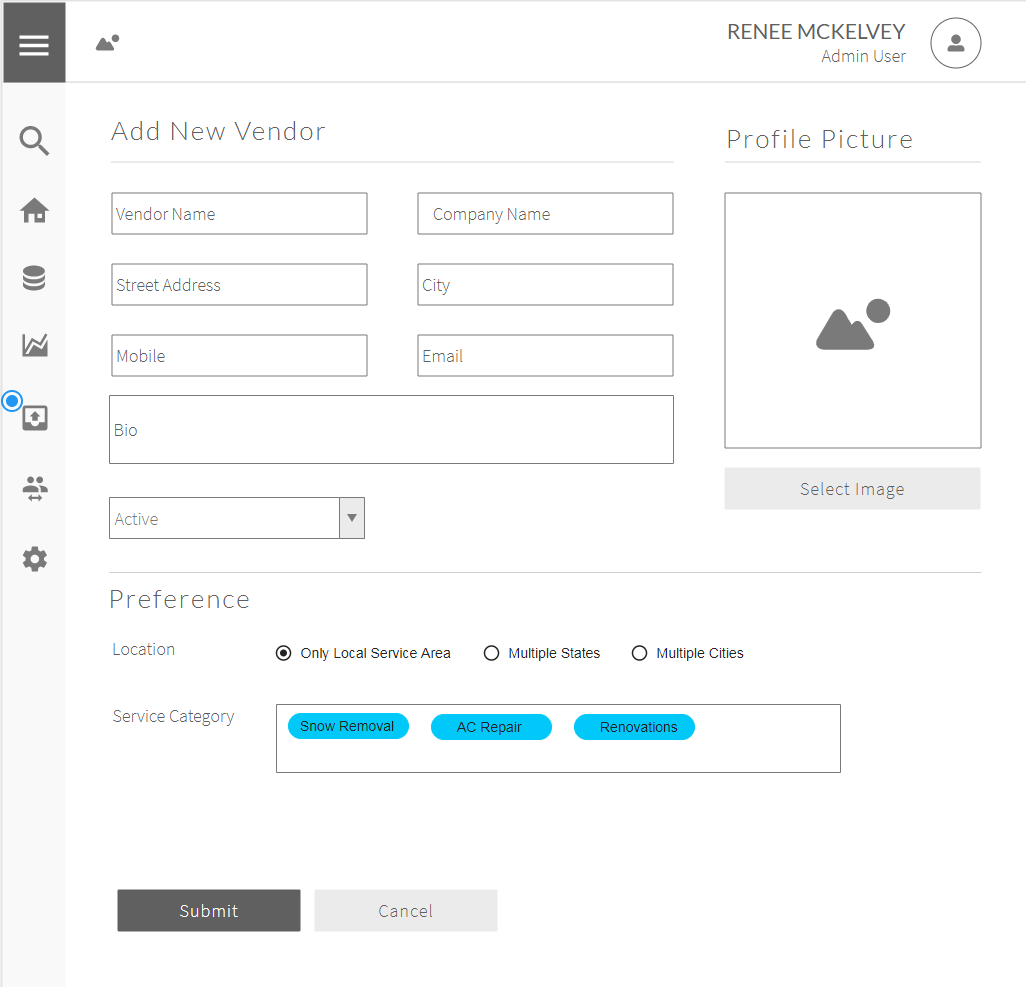 RENEE MCKELVEY
Admin User
Add New Vendor
Profile Picture
Vendor Name
Company Name
Street Address
City
Mobile
Email
Bio
Select Image
Active
Preference
Location
Only Local Service Area
Multiple States
Multiple Cities
Service Category
Snow Removal
AC Repair
Renovations
Submit
Cancel